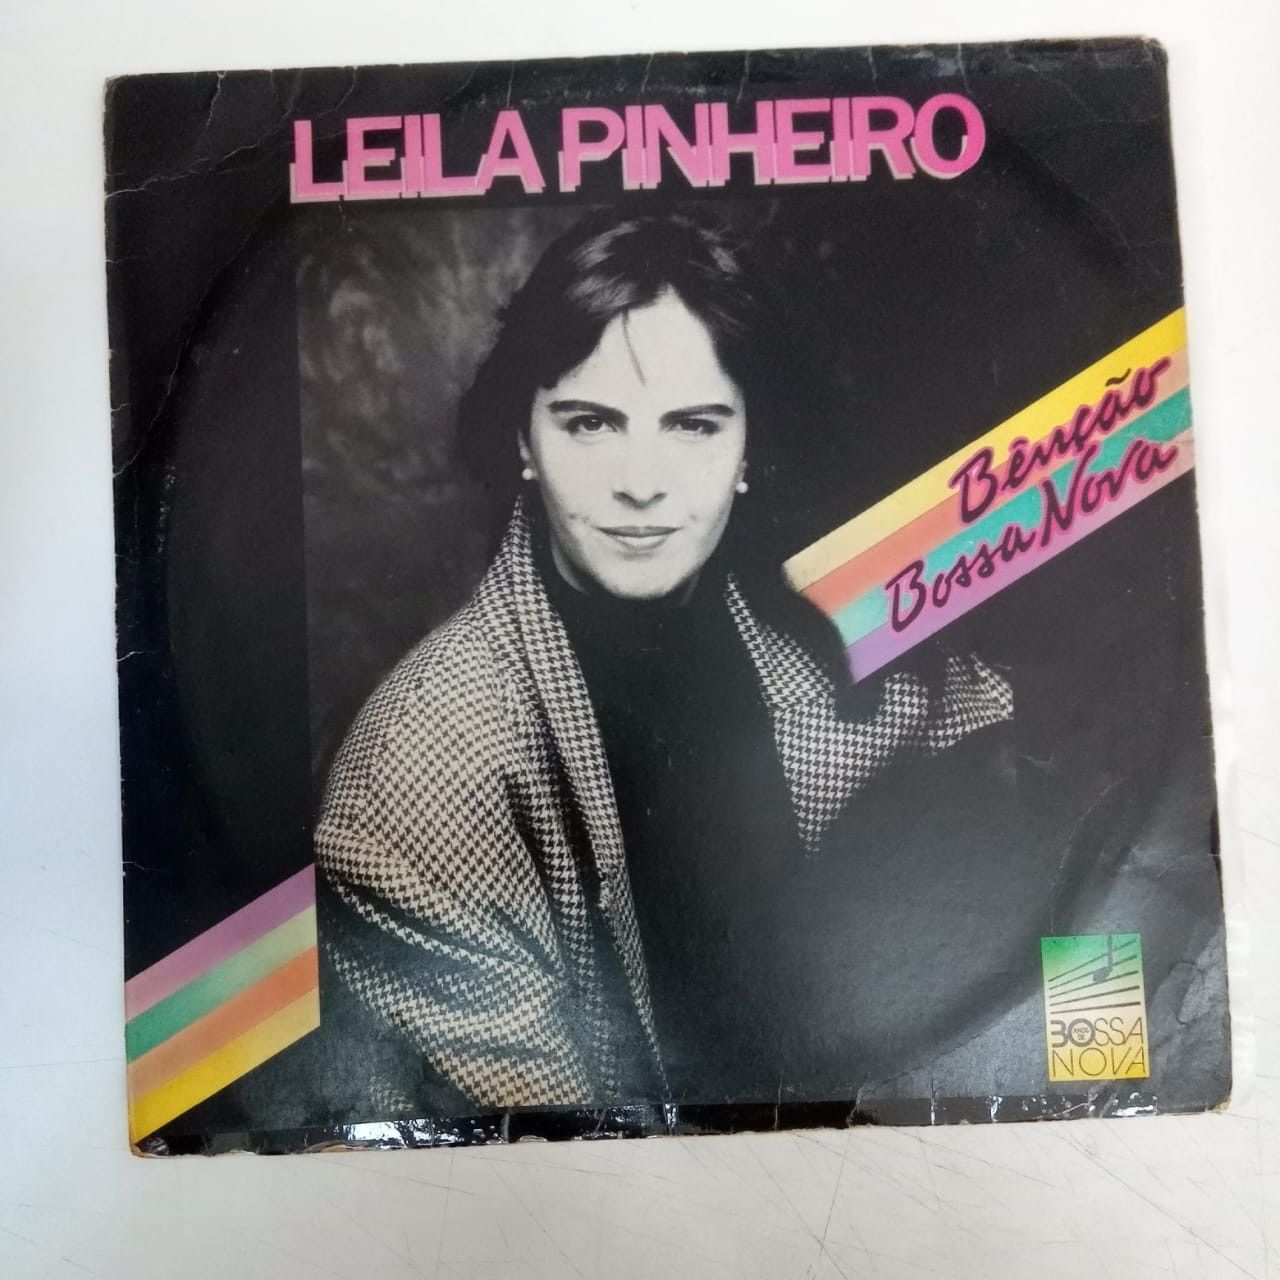 LEILA PINHEIRO
Bênção
Bossa Nova
30 ANOS DE BOSSA
NOVA